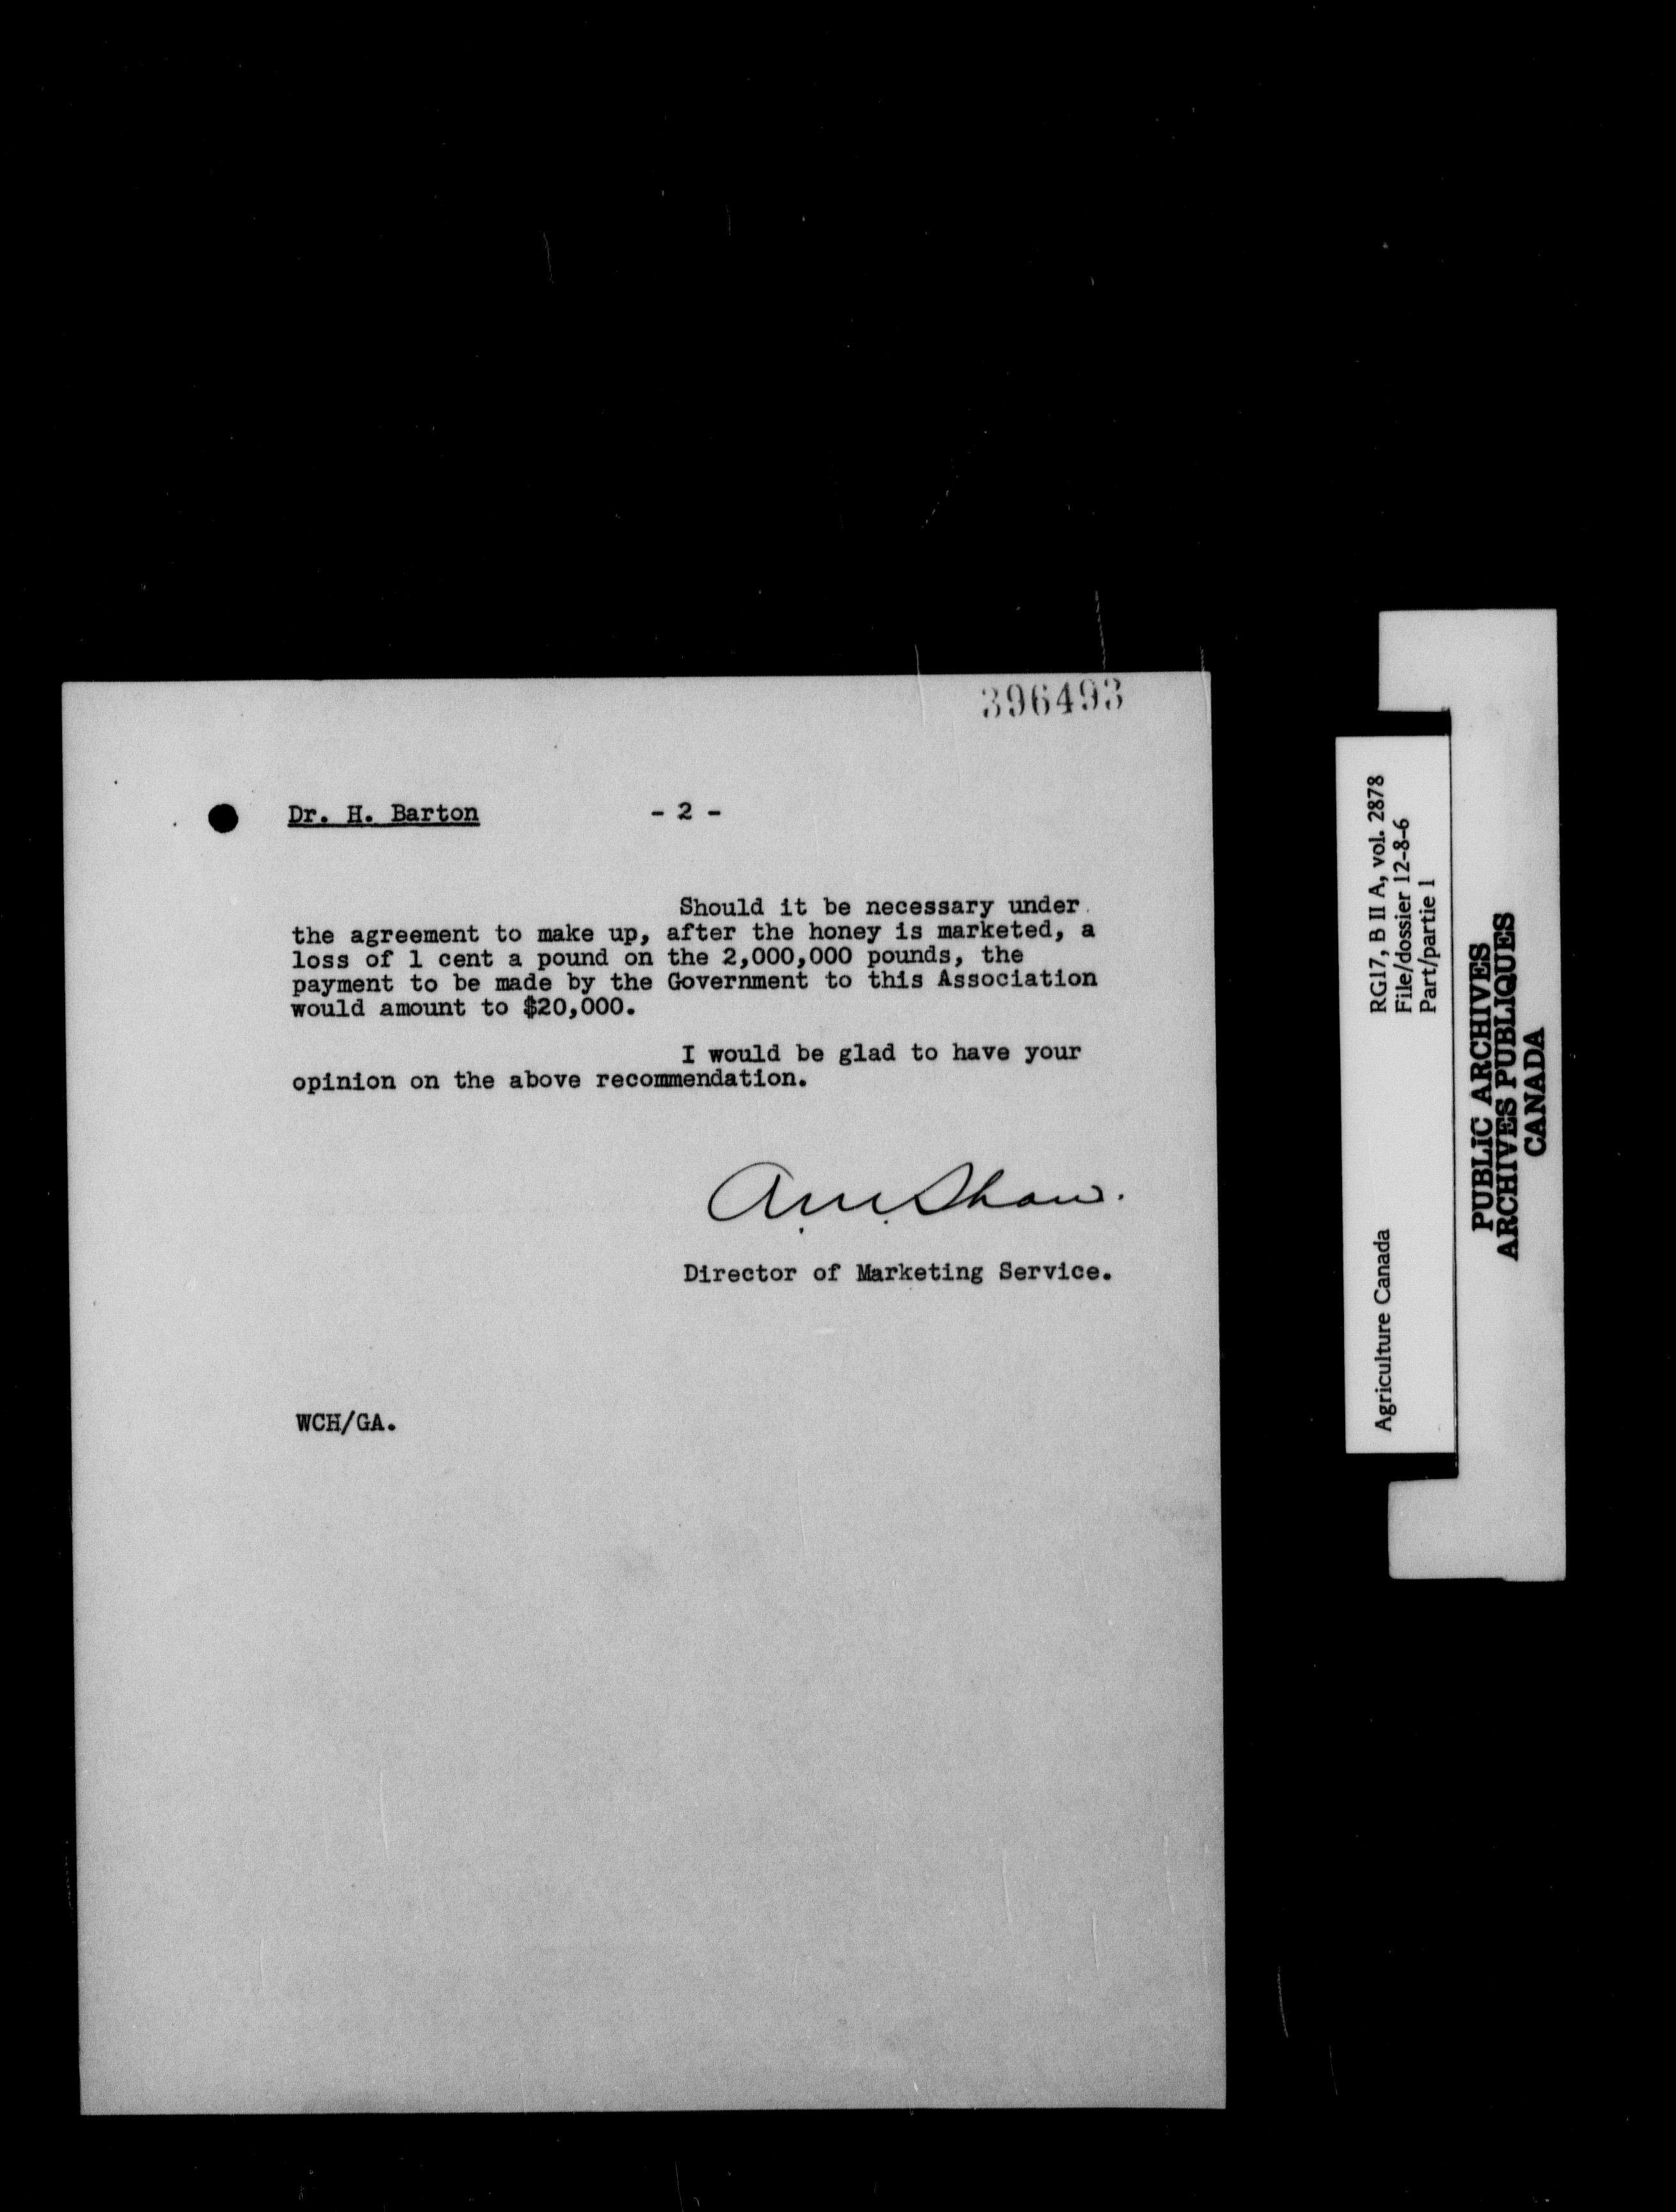 396493
Dr. H. Barton - 2 -
Should it be necessary under
the agreement to make up, after the honey is marketed, a
loss of 1 cent a pound on the 2,000,000 pounds, the
payment to be made by the Government to this Association
would amount to $20,000.
I would be glad to have your
opinion on the above recommendation.
A.M. Shaw.
Director of Marketing Service.
WCH/GA.
Agriculture Canada RG17, B II A, vol. 2878
File/dossier 12-8-6
Part/partie 1
PUBLIC ARCHIVES
ARCHIVES PUBLIQUES
CANADA